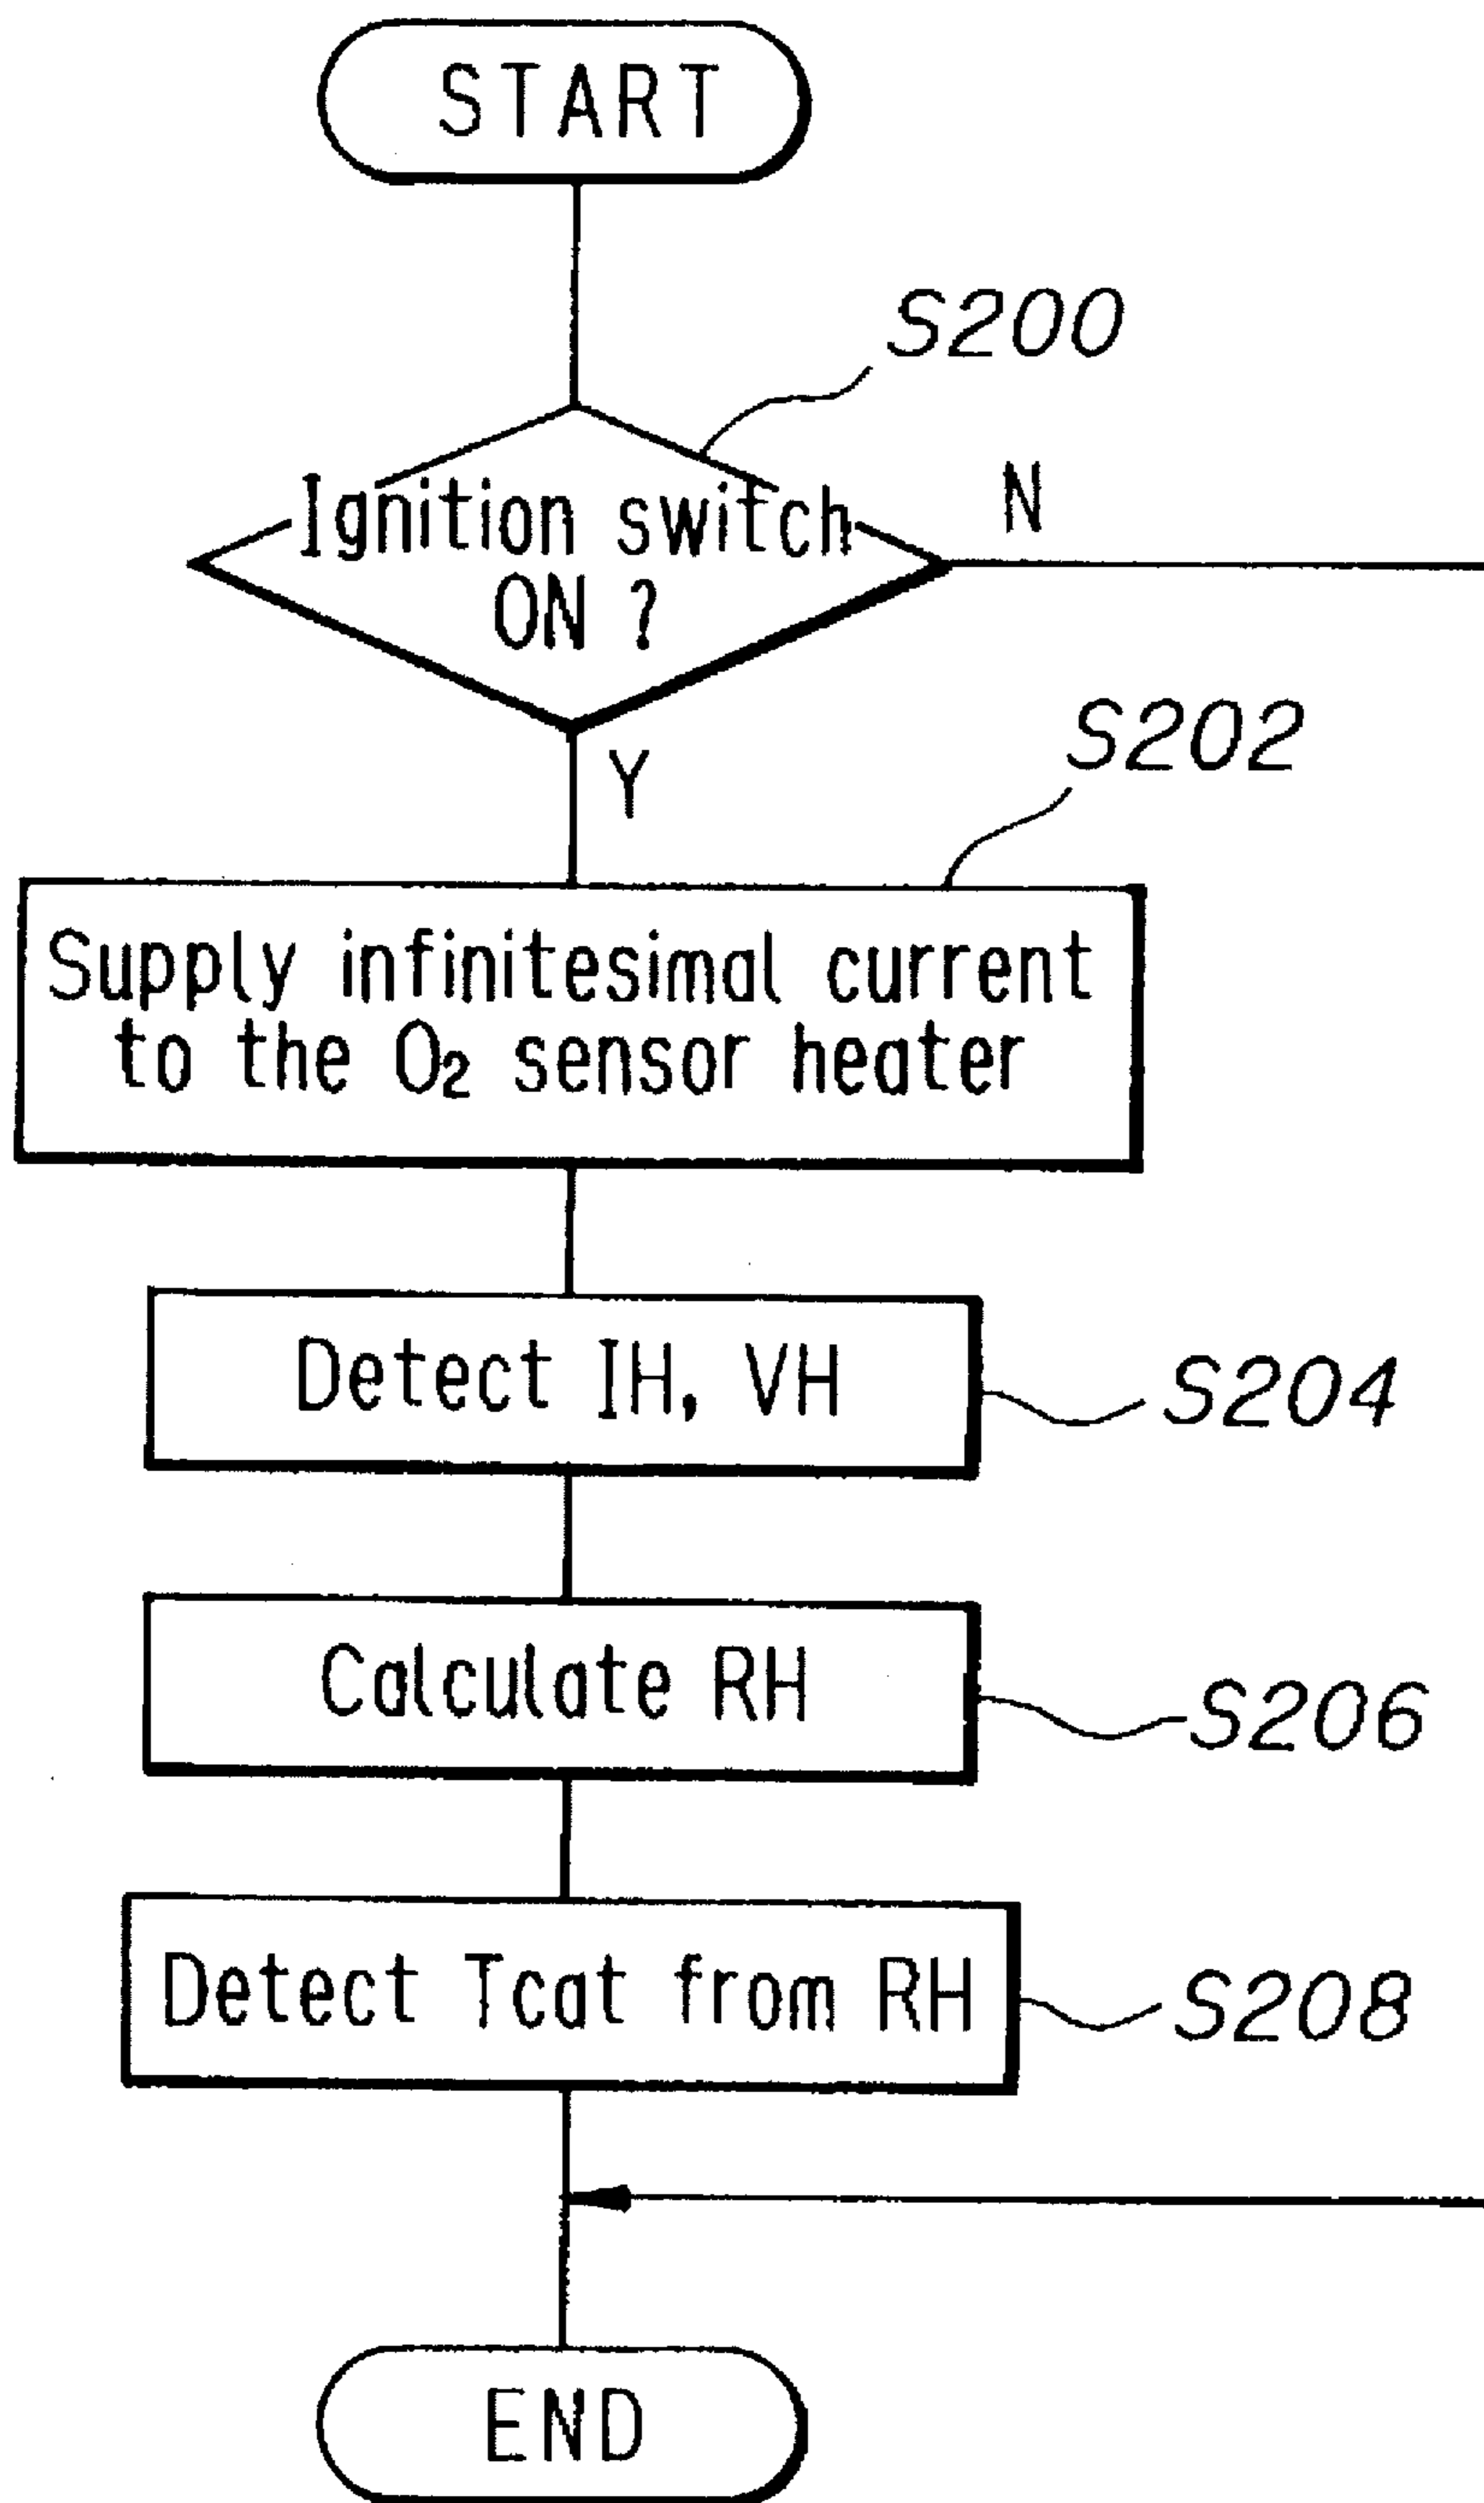 START
S200
Ignition switch
ON ?
N
Y
S202
Supply infinitesimal current
to the O₂ sensor heater
Detect IH, VH
S204
Calculate RH
S206
Detect Tcat from RH
S208
END